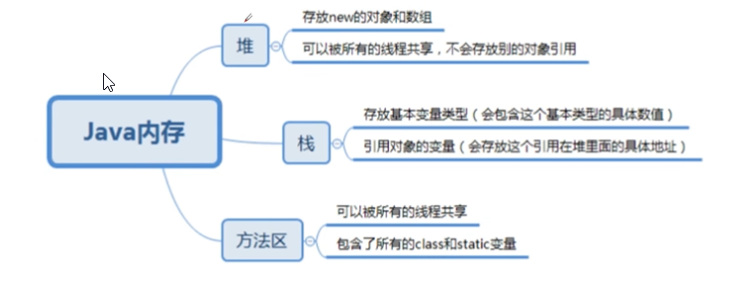 存放new的对象和数组
堆
可以被所有的线程共享，不会存放别的对象引用
Java内存
存放基本变量类型（会包含这个基本类型的具体数值）
栈
引用对象的变量（会存放这个引用在堆里面的具体地址）
可以被所有的线程共享
方法区
包含了所有的class和static变量